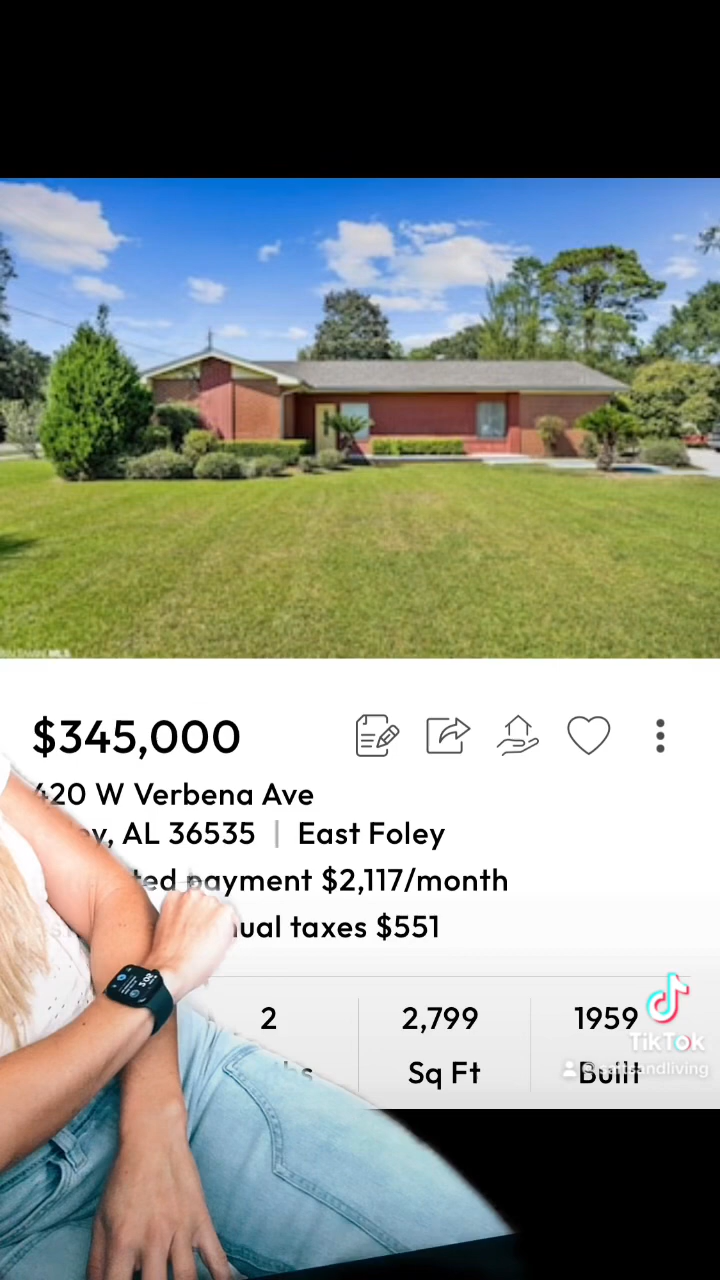 $345,000
420 W Verbena Ave
AL 36535 | East Foley
payment $2,117/month
taxes $551
2
2,799
1959
Sq Ft
Built
TikTok